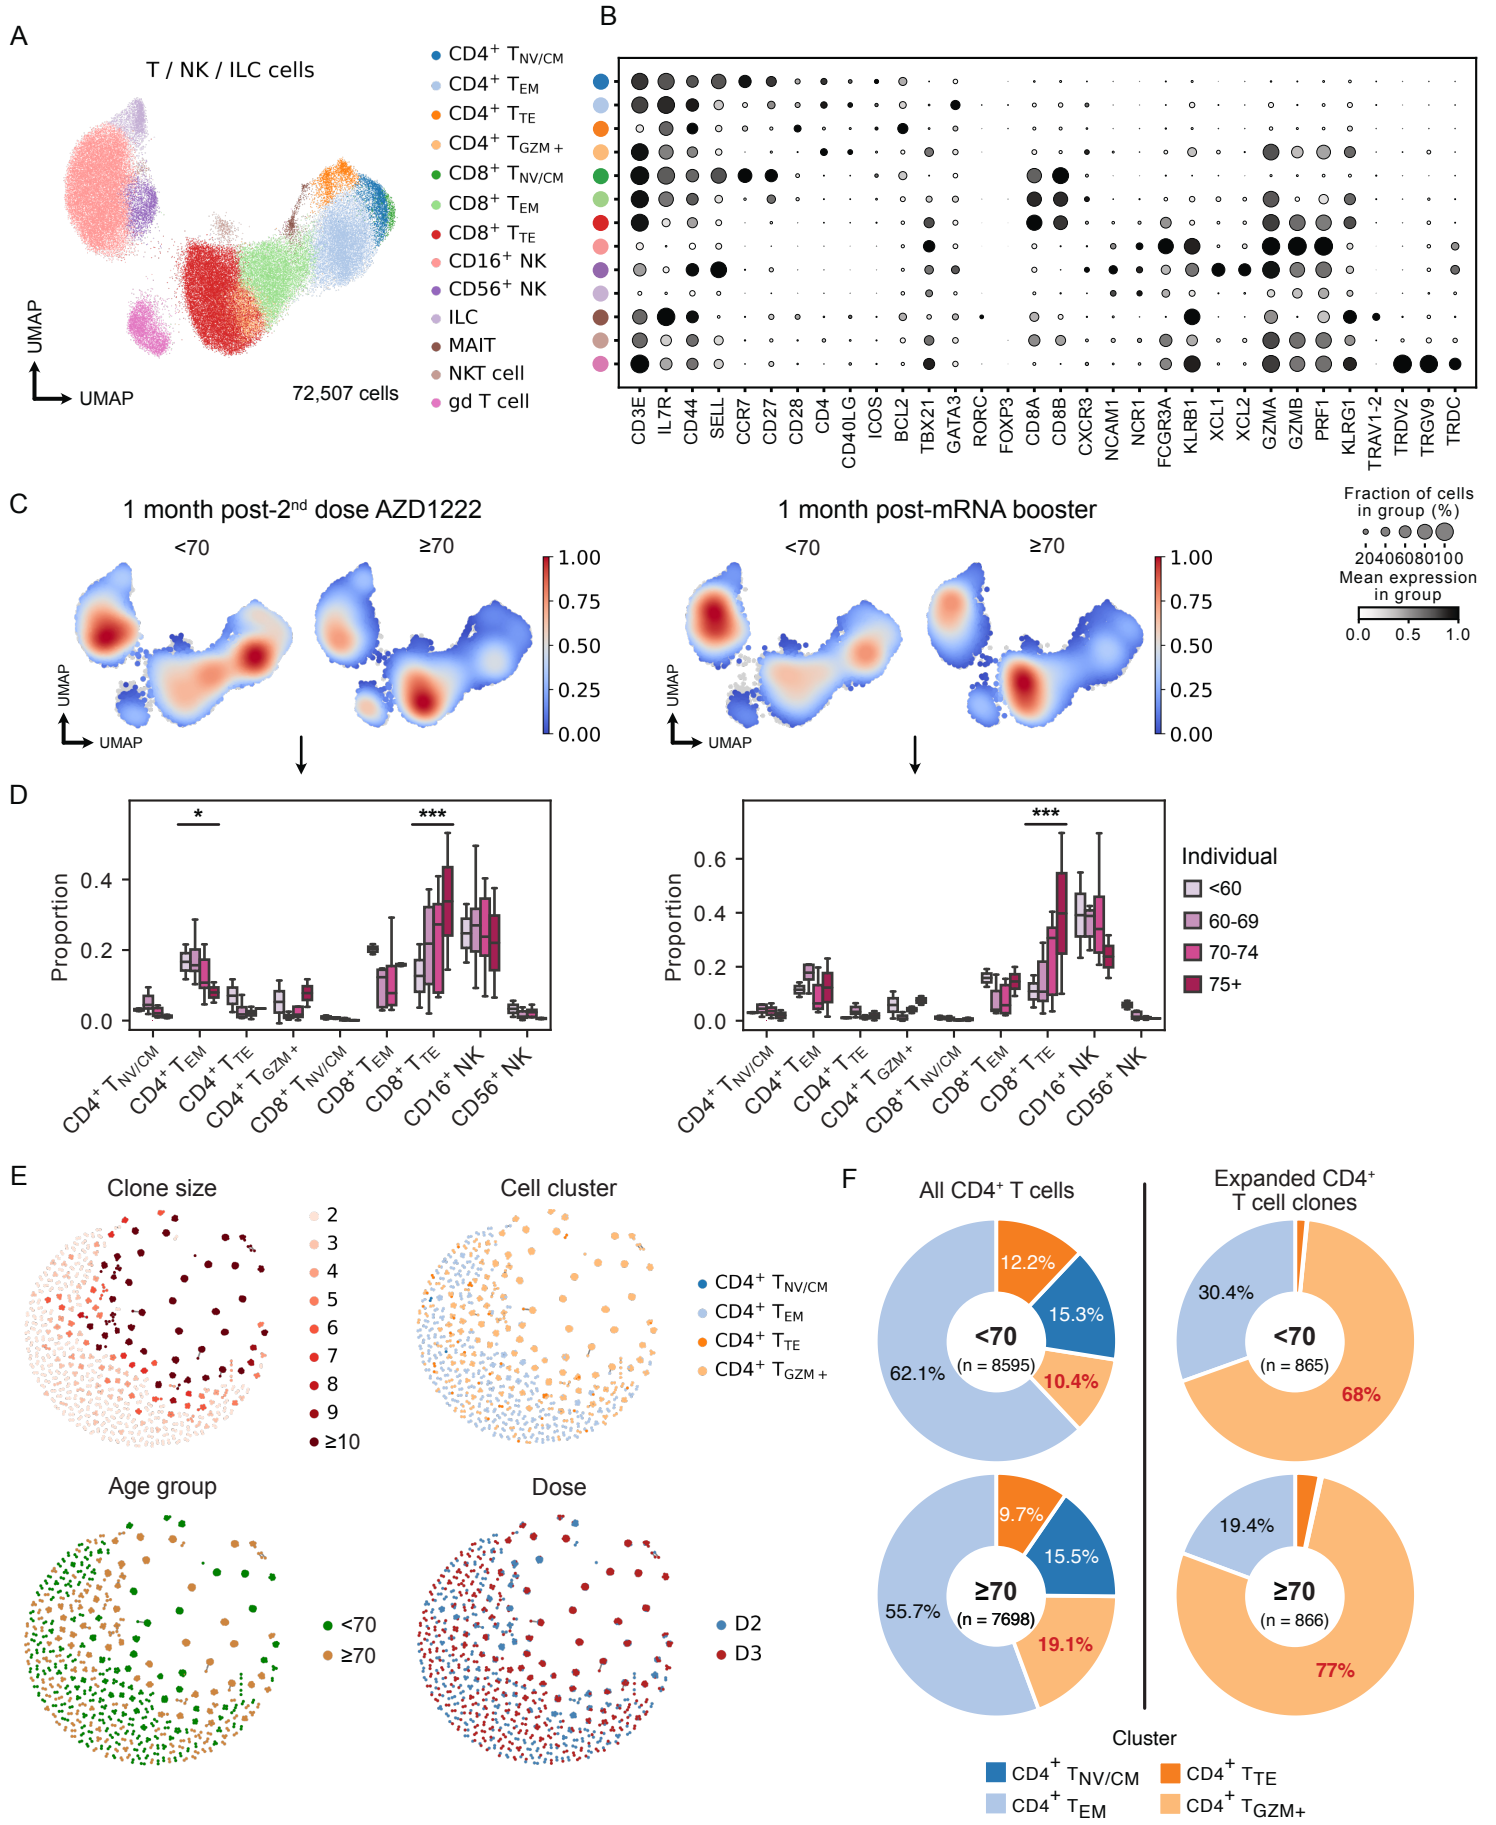 A
T / NK / ILC cells
UMAP
UMAP
72,507 cells
CD4+ TNV/CM
CD4+ TEM
CD4+ TTE
CD4+ TGZM +
CD8+ TNV/CM
CD8+ TEM
CD8+ TTE
CD16+ NK
CD56+ NK
ILC
MAIT
NKT cell
gd T cell
B
CD3E
IL7R
CD44
SELL
CCR7
CD27
CD28
CD4
CD40LG
ICOS
BCL2
TBX21
GATA3
RORC
FOXP3
CD8A
CD8B
CXCR3
NCAM1
NCR1
FCGR3A
KLRB1
XCL1
XCL2
GZMA
GZMB
PRF1
KLRG1
TRAV1-2
TRDV2
TRGV9
TRDC
Fraction of cells
in group (%)
20 40 60 80 100
Mean expression
in group
0.0 0.5 1.0
C
1 month post-2nd dose AZD1222
<70
≥70
UMAP
UMAP
1.00
0.75
0.50
0.25
0.00
1 month post-mRNA booster
<70
≥70
UMAP
UMAP
1.00
0.75
0.50
0.25
0.00
D
Proportion
0.4
0.2
0.0
*
***
CD4+ TNV/CM
CD4+ TEM
CD4+ TTE
CD4+ TGZM+
CD8+ TNV/CM
CD8+ TEM
CD8+ TTE
CD16+ NK
CD56+ NK
Proportion
0.6
0.4
0.2
0.0
***
CD4+ TNV/CM
CD4+ TEM
CD4+ TTE
CD4+ TGZM+
CD8+ TNV/CM
CD8+ TEM
CD8+ TTE
CD16+ NK
CD56+ NK
Individual
<60
60-69
70-74
75+
E
Clone size
2
3
4
5
6
7
8
9
≥10
Cell cluster
CD4+ TNV/CM
CD4+ TEM
CD4+ TTE
CD4+ TGZM +
Age group
<70
≥70
Dose
D2
D3
F
All CD4+ T cells
Expanded CD4+
T cell clones
12.2%
15.3%
10.4%
62.1%
<70
(n = 8595)
30.4%
68%
<70
(n = 865)
9.7%
15.5%
19.1%
55.7%
≥70
(n = 7698)
19.4%
77%
≥70
(n = 866)
Cluster
CD4+ TNV/CM
CD4+ TTE
CD4+ TEM
CD4+ TGZM+